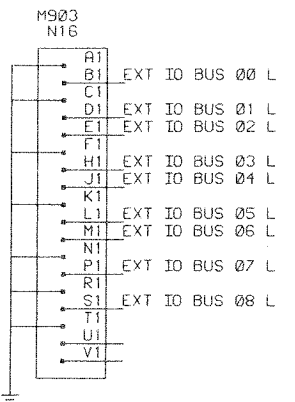 M903
N16
A1
B1 EXT IO BUS 00 L
C1
D1 EXT IO BUS 01 L
E1 EXT IO BUS 02 L
F1
H1 EXT IO BUS 03 L
J1 EXT IO BUS 04 L
K1
L1 EXT IO BUS 05 L
M1 EXT IO BUS 06 L
N1
P1 EXT IO BUS 07 L
R1
S1 EXT IO BUS 08 L
T1
U1
V1